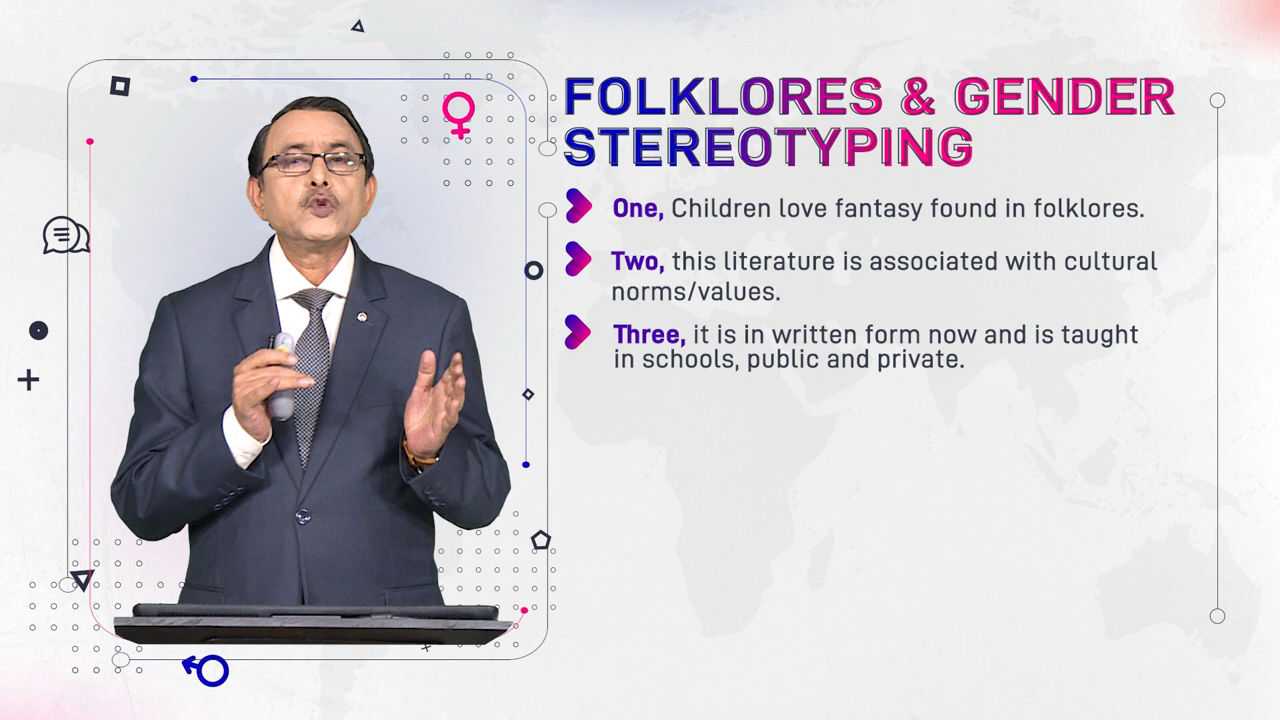 FOLKLORES & GENDER
STEREOTYPING
One, Children love fantasy found in folklores.
Two, this literature is associated with cultural
norms/values.
Three, it is in written form now and is taught
in schools, public and private.